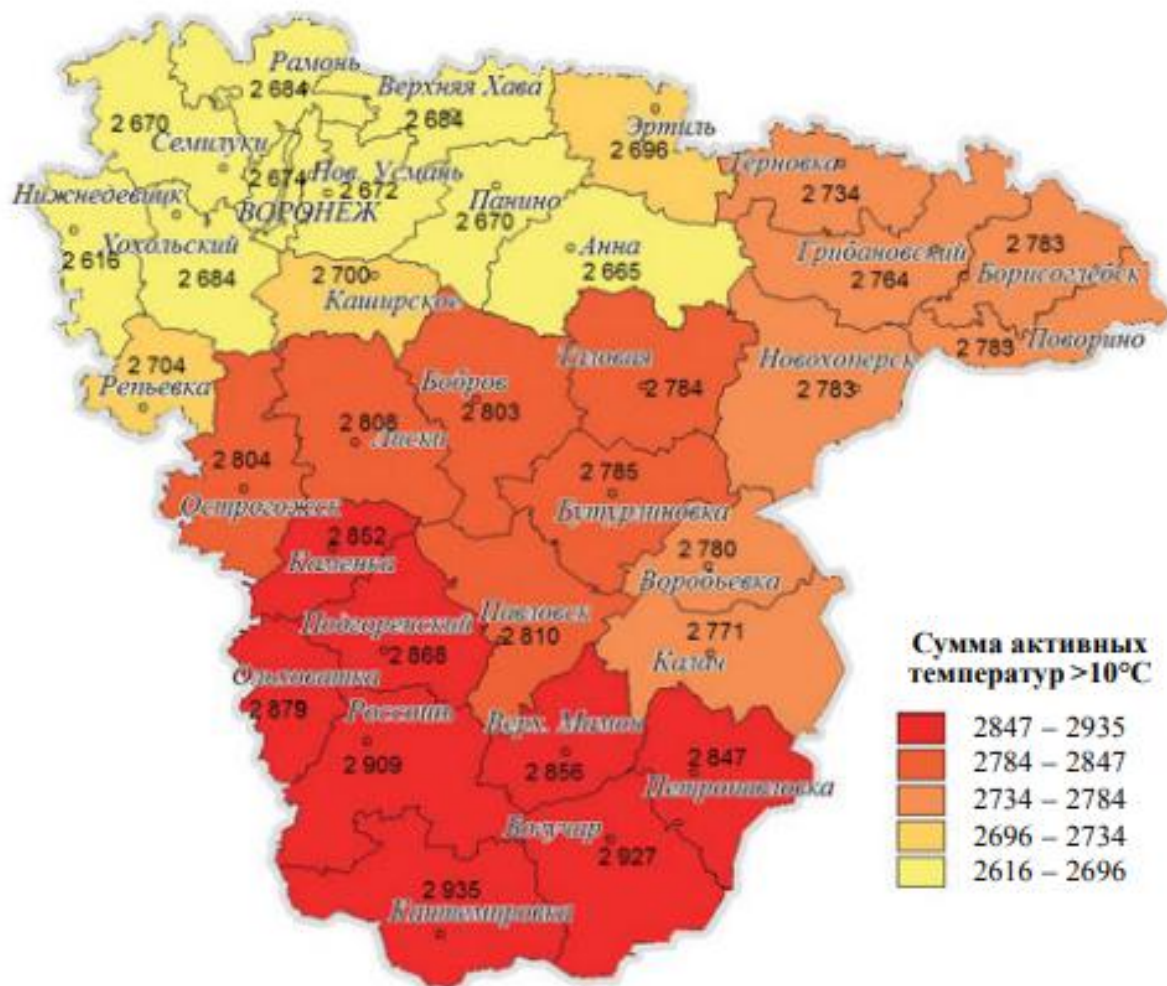 Рамонь
2 684
Верхняя Хава
2 684
2 670
Семилуки
2 674
Нов. Усмань
2 672
Эртиль
2 696
Терновка
2 734
Нижнедевицк
2 616
ВОРОНЕЖ
Панино
2 670
Хохольский
2 684
Анна
2 665
Грибановский
2 764
2 783
Борисоглебск
2 700
Каширское
2 783
Поворино
2 704
Репьевка
Таловая
2 784
Новохоперск
2 783
Бобров
2 803
2 808
Лиски
2 804
Острогожск
2 785
Бутурлиновка
2 852
Каменка
2 780
Воробьевка
Павловск
2 810
Подгоренский
2 868
2 771
Калач
Ольховатка
2 879
Россошь
2 909
Верх. Мамон
2 856
2 847
Петропавловка
Богучар
2 927
2 935
Кантемировка
Сумма активных
температур >10°C
2847 – 2935
2784 – 2847
2734 – 2784
2696 – 2734
2616 – 2696